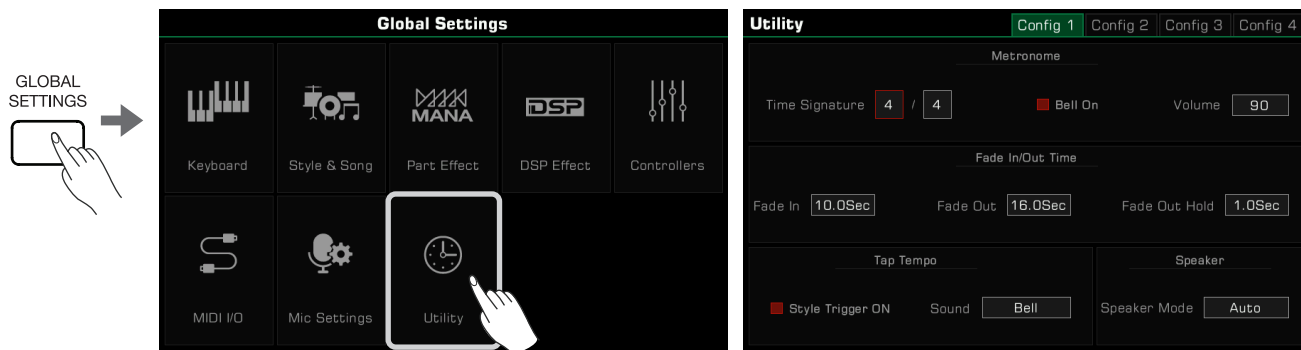 GLOBAL
SETTINGS
Global Settings
Keyboard
Style & Song
MANA
Part Effect
DSP
DSP Effect
Controllers
MIDI I/O
Mic Settings
Utility
Utility
Config 1
Config 2
Config 3
Config 4
Metronome
Time Signature 4 / 4
Bell On
Volume 90
Fade In/Out Time
Fade In 10.0Sec
Fade Out 16.0Sec
Fade Out Hold 1.0Sec
Tap Tempo
Style Trigger ON
Sound Bell
Speaker
Speaker Mode Auto